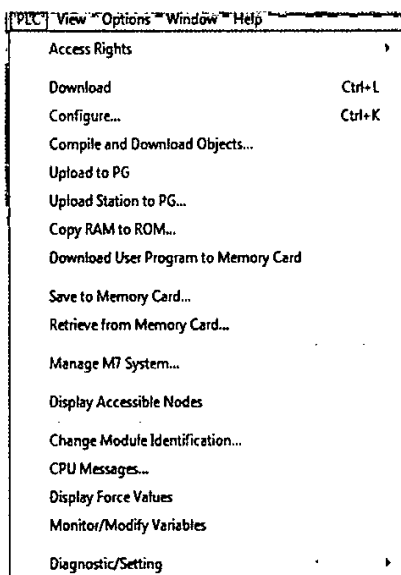 PLC View Options Window Help
Access Rights
Download Ctrl+L
Configure... Ctrl+K
Compile and Download Objects...
Upload to PG
Upload Station to PG...
Copy RAM to ROM...
Download User Program to Memory Card
Save to Memory Card...
Retrieve from Memory Card...
Manage M7 System...
Display Accessible Nodes
Change Module Identification...
CPU Messages...
Display Force Values
Monitor/Modify Variables
Diagnostic/Setting